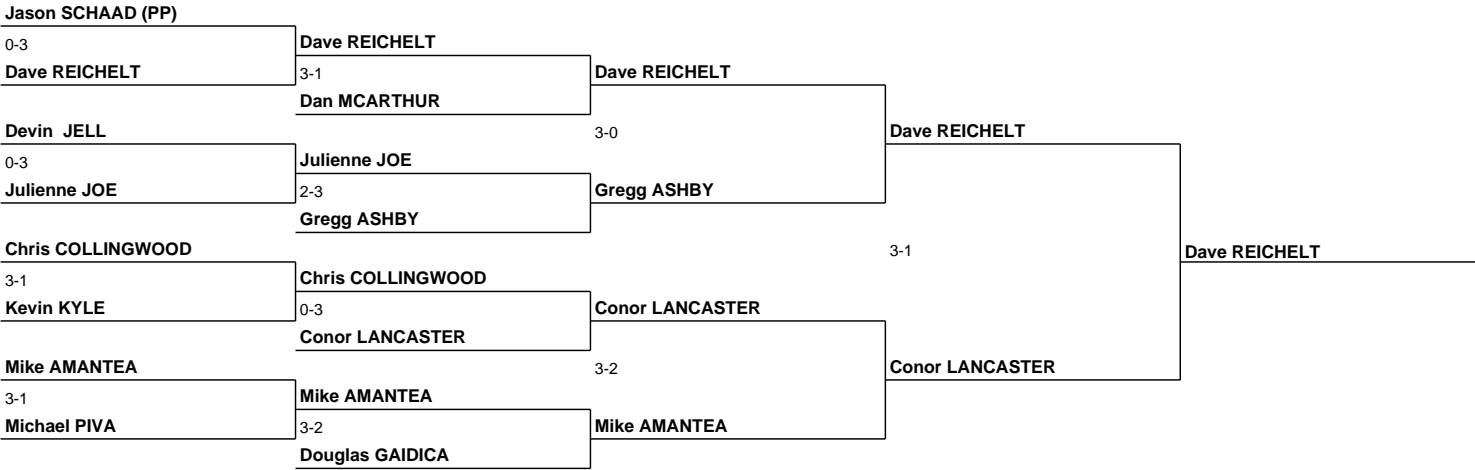 Jason SCHAAD (PP)
0-3
Dave REICHELT
Dave REICHELT
3-1
Dave REICHELT
Dan MCARTHUR
Devin  JELL
3-0
Dave REICHELT
0-3
Julienne JOE
Julienne JOE
2-3
Gregg ASHBY
Gregg ASHBY
Chris COLLINGWOOD
3-1
Dave REICHELT
3-1
Chris COLLINGWOOD
Kevin KYLE
0-3
Conor LANCASTER
Conor LANCASTER
Mike AMANTEA
3-2
Conor LANCASTER
3-1
Mike AMANTEA
Michael PIVA
3-2
Mike AMANTEA
Douglas GAIDICA